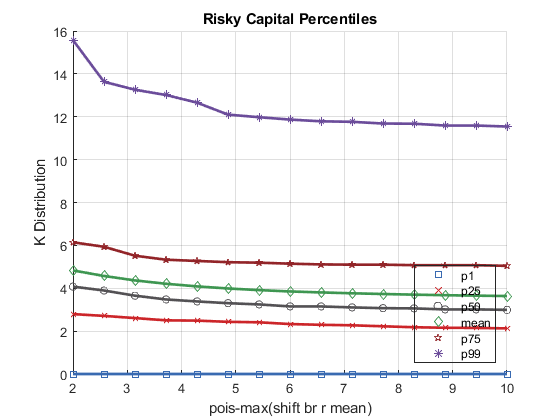 Risky Capital Percentiles
16
14
12
10
8
6
4
2
0
K Distribution
p1
p25
p50
mean
p75
p99
2 3 4 5 6 7 8 9 10
pois-max(shift br r mean)